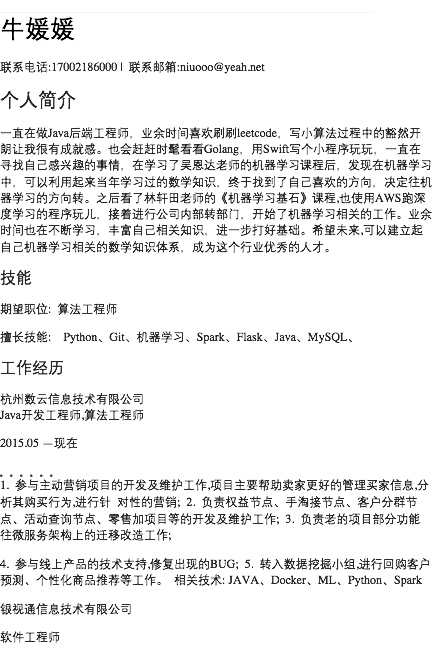 牛媛媛
联系电话:17002186000 | 联系邮箱:niuooo@yeah.net
个人简介
一直在做Java后端工程师，业余时间喜欢刷刷leetcode，写小算法过程中的豁然开
朗让我很有成就感。也会赶赶时髦看看Golang，用Swift写个小程序玩玩，一直在
寻找自己感兴趣的事情，在学习了吴恩达老师的机器学习课程后，发现在机器学习
中，可以利用起来当年学习过的数学知识，终于找到了自己喜欢的方向，决定往机
器学习的方向转。之后看了林轩田老师的《机器学习基石》课程,也使用AWS跑深
度学习的程序玩儿，接着进行公司内部转部门，开始了机器学习相关的工作。业余
时间也在不断学习，丰富自己相关知识，进一步打好基础。希望未来,可以建立起
自己机器学习相关的数学知识体系，成为这个行业优秀的人才。
技能
期望职位: 算法工程师
擅长技能: Python、Git、机器学习、Spark、Flask、Java、MySQL、
工作经历
杭州数云信息技术有限公司
Java开发工程师,算法工程师
2015.05 —现在
1. 参与主动营销项目的开发及维护工作,项目主要帮助卖家更好的管理买家信息,分
析其购买行为,进行针 对性的营销; 2. 负责权益节点、手淘接节点、客户分群节
点、活动查询节点、零售加项目等的开发及维护工作; 3. 负责老的项目部分功能
往微服务架构上的迁移改造工作;
4. 参与线上产品的技术支持,修复出现的BUG; 5. 转入数据挖掘小组,进行回购客户
预测、个性化商品推荐等工作。 相关技术: JAVA、Docker、ML、Python、Spark
银视通信息技术有限公司
软件工程师